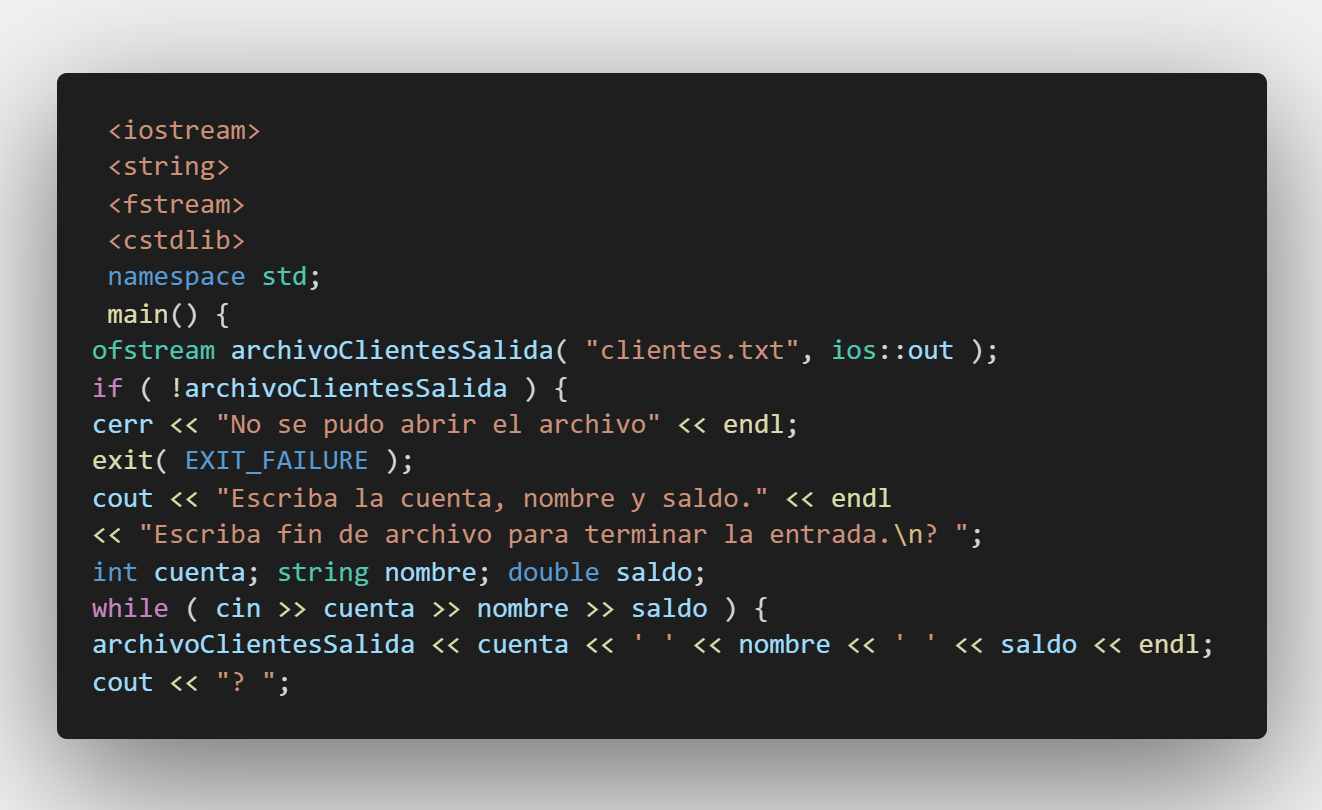 <iostream>
<string>
<fstream>
<cstdlib>
namespace std;
main() {
ofstream archivoClientesSalida( "clientes.txt", ios::out );
if ( !archivoClientesSalida ) {
cerr << "No se pudo abrir el archivo" << endl;
exit( EXIT_FAILURE );
cout << "Escriba la cuenta, nombre y saldo." << endl
<< "Escriba fin de archivo para terminar la entrada.\n? ";
int cuenta; string nombre; double saldo;
while ( cin >> cuenta >> nombre >> saldo ) {
archivoClientesSalida << cuenta << ' ' << nombre << ' ' << saldo << endl;
cout << "? ";